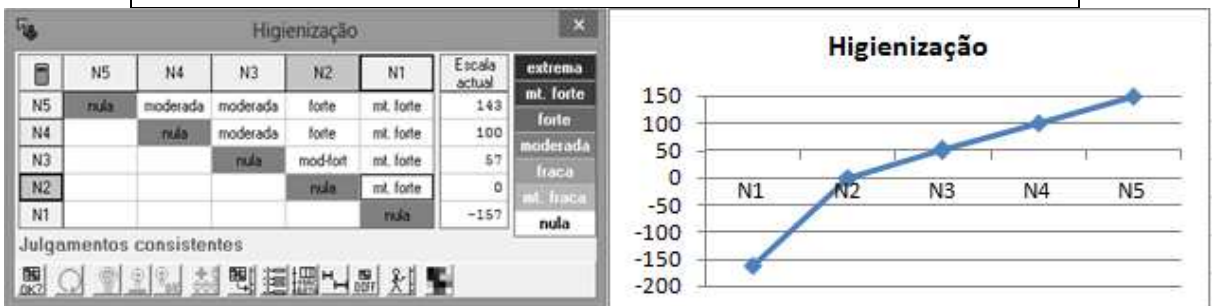 Higienização
N5 N4 N3 N2 N1 Escala actual
N5 nula moderada moderada forte mt. forte 143
N4 nula moderada forte mt. forte 100
N3 nula mod-fort mt. forte 57
N2 nula mt. forte 0
N1 nula -157
extrema
mt. forte
forte
moderada
fraca
mt. fraca
nula
Julgamentos consistentes
OK?
Higienização
150
100
50
0
-50
-100
-150
-200
N1 N2 N3 N4 N5